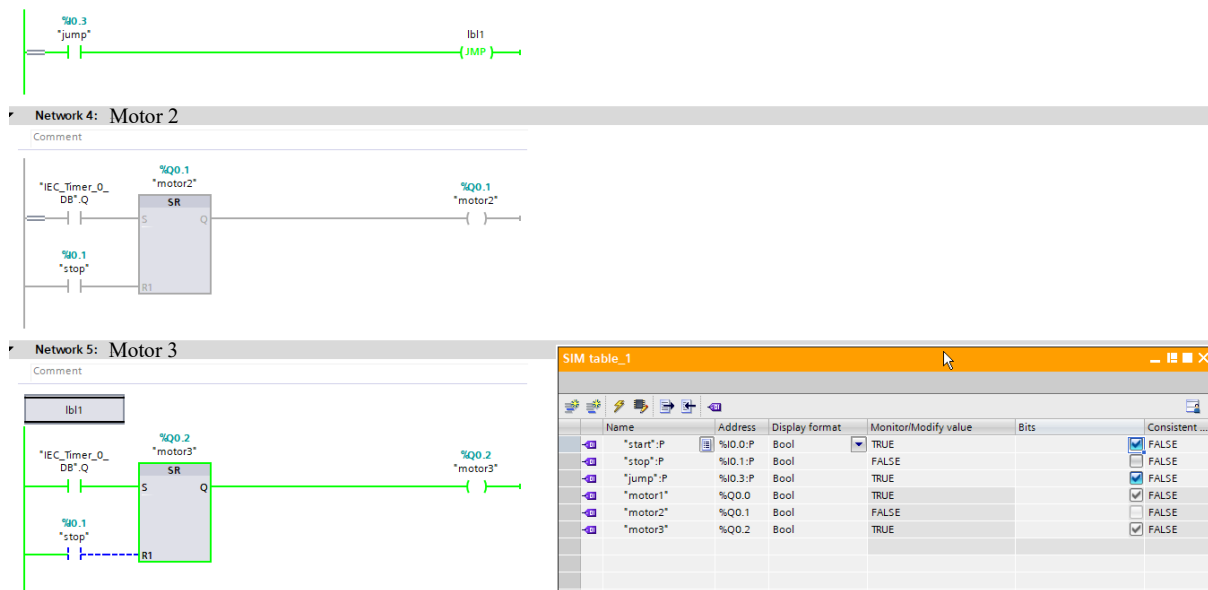 %I0.3
"jump"
lbl1
JMP
Network 4: Motor 2
Comment
"IEC_Timer_0_
DB".Q
%Q0.1
"motor2"
SR
S
Q
%Q0.1
"motor2"
%I0.1
"stop"
R1
Network 5: Motor 3
Comment
lbl1
"IEC_Timer_0_
DB".Q
%Q0.2
"motor3"
SR
S
Q
%Q0.2
"motor3"
%I0.1
"stop"
R1
SIM table_1
Name Address Display format Monitor/Modify value Bits Consistent ...
"start":P %I0.0:P Bool TRUE FALSE
"stop":P %I0.1:P Bool FALSE FALSE
"jump":P %I0.3:P Bool TRUE FALSE
"motor1" %Q0.0 Bool TRUE FALSE
"motor2" %Q0.1 Bool FALSE FALSE
"motor3" %Q0.2 Bool TRUE FALSE